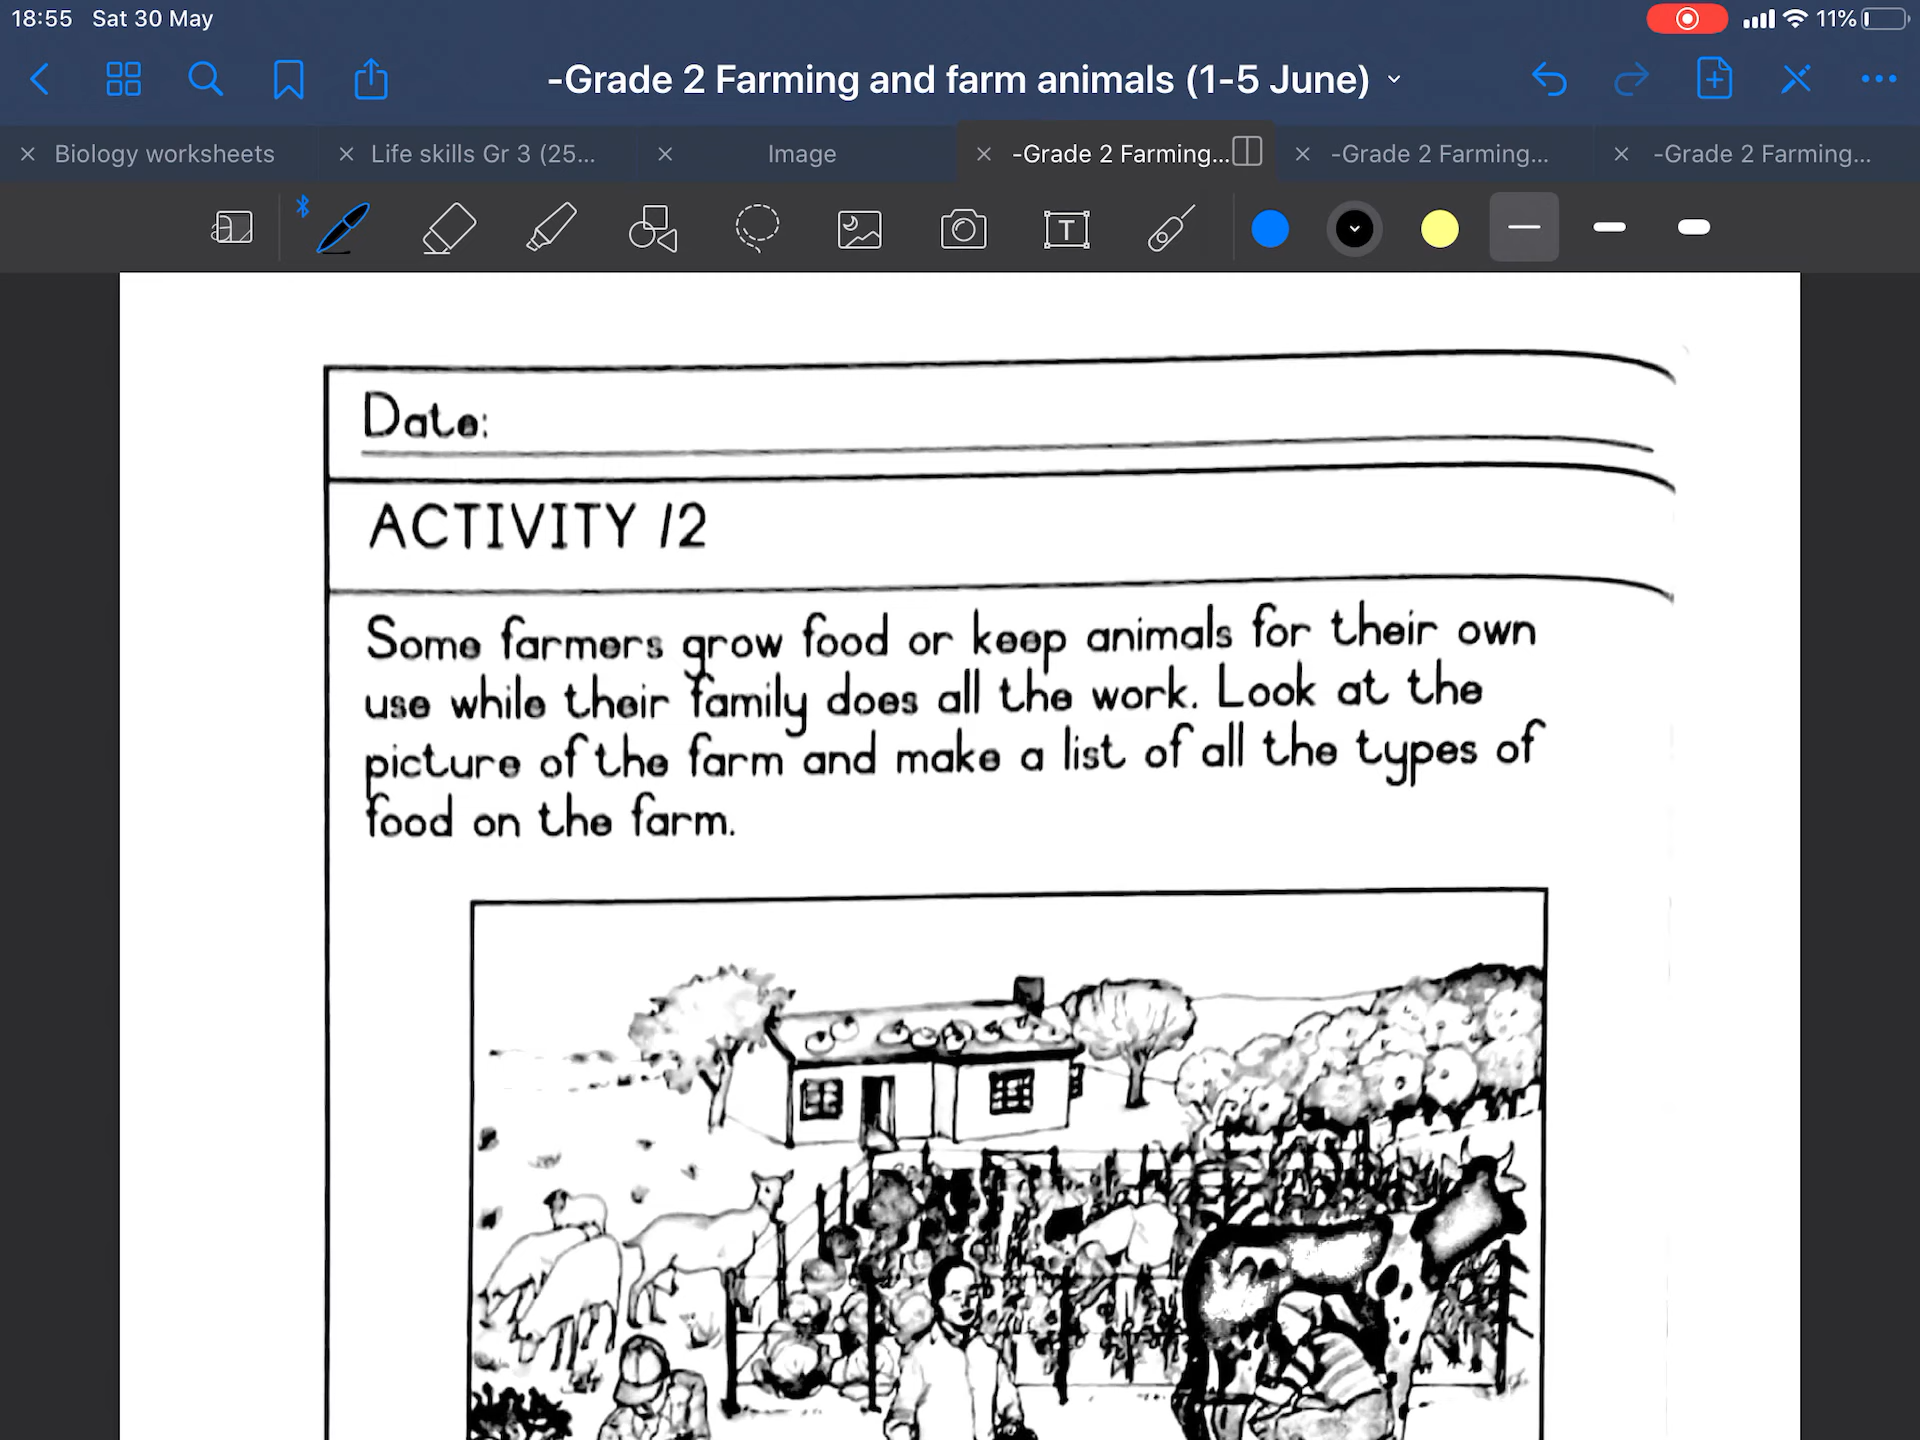 18:55 Sat 30 May 11%
-Grade 2 Farming and farm animals (1-5 June)
Biology worksheets Life skills Gr 3 (25... Image -Grade 2 Farming... -Grade 2 Farming... -Grade 2 Farming...
T
Date:
ACTIVITY 12
Some farmers grow food or keep animals for their own
use while their family does all the work. Look at the
picture of the farm and make a list of all the types of
food on the farm.